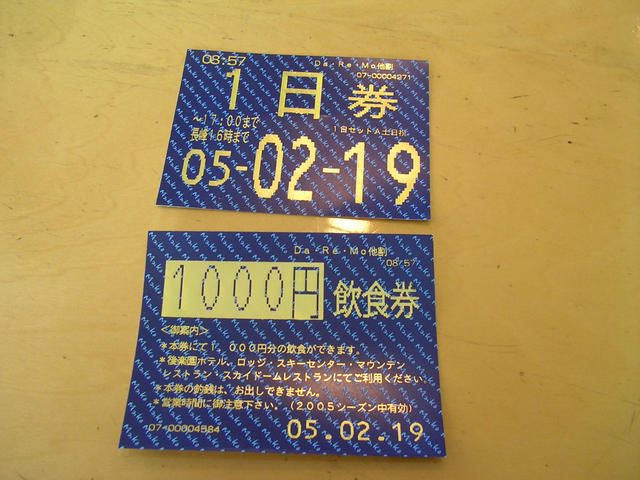 08:57 Da・Re・Mo他割
07-00004271
1日券
～17:00まで
長峰16時まで
1日セットA土日祝
05-02-19
Da・Re・Mo他割
08/57
1000円 飲食券
<御案内>
＊本券にて1，000円分の飲食ができます。
＊後楽園ホテル、ロッジ・スキーセンター・マウンテン
レストラン・スカイドームレストランにてご利用ください
＊本券の釣銭は、お出しできません。
＊営業時間に御注意下さい。（2005シーズン中有効）
07-00004584
05.02.19